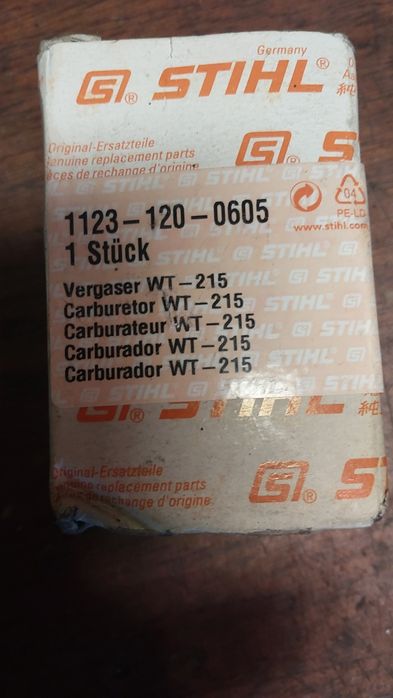 Germany
STIHL®
Original-Ersatzteile
Genuine replacement parts
pièces de rechange d'origine
1123-120-0605
1 Stück
04
PE-LD
www.stihl.com
Vergaser WT-215
Carburetor WT-215
Carburateur WT-215
Carburador WT-215
Carburador WT-215
STIHL
Original-Ersatzteile
Genuine replacement parts
pièces de rechange d'origine
ST